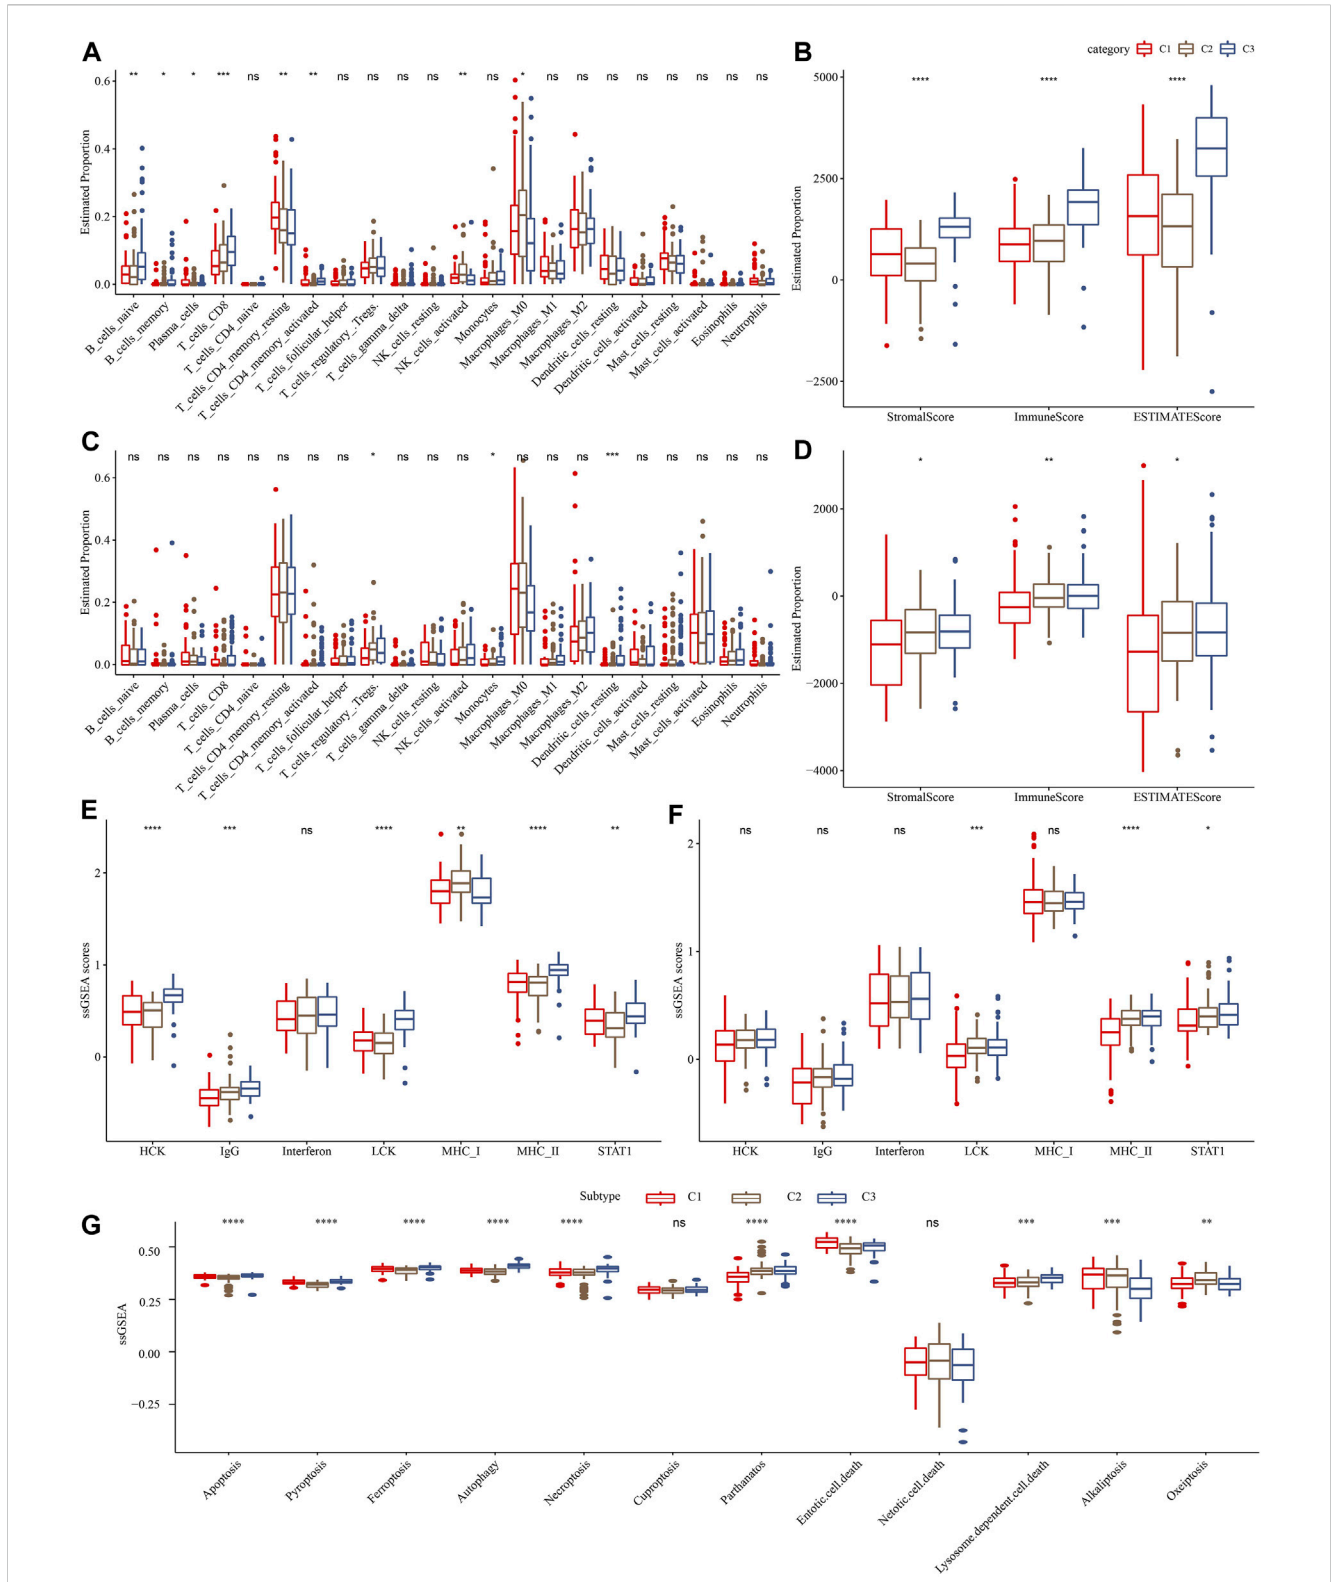 A
** * * *** ns ** ** ns ns ns ns ** ns * ns ns ns ns ns ns ns ns
Estimated Proportion
0.6
0.4
0.2
0.0
B_cells_naive
B_cells_memory
Plasma_cells
T_cells_CD8
T_cells_CD4_naive
T_cells_CD4_memory_resting
T_cells_CD4_memory_activated
T_cells_follicular_helper
T_cells_regulatory_.Tregs.
T_cells_gamma_delta
NK_cells_resting
NK_cells_activated
Monocytes
Macrophages_M0
Macrophages_M1
Macrophages_M2
Dendritic_cells_resting
Dendritic_cells_activated
Mast_cells_resting
Mast_cells_activated
Eosinophils
Neutrophils
B
category C1 C2 C3
**** **** ****
Estimated Proportion
5000
2500
0
−2500
StromalScore ImmuneScore ESTIMATEScore
C
ns ns ns ns ns ns ns ns * ns ns ns * ns ns ns *** ns ns ns ns ns
Estimated Proportion
0.6
0.4
0.2
0.0
B_cells_naive
B_cells_memory
Plasma_cells
T_cells_CD8
T_cells_CD4_naive
T_cells_CD4_memory_resting
T_cells_CD4_memory_activated
T_cells_follicular_helper
T_cells_regulatory_.Tregs.
T_cells_gamma_delta
NK_cells_resting
NK_cells_activated
Monocytes
Macrophages_M0
Macrophages_M1
Macrophages_M2
Dendritic_cells_resting
Dendritic_cells_activated
Mast_cells_resting
Mast_cells_activated
Eosinophils
Neutrophils
D
* ** *
Estimated Proportion
2000
0
−2000
−4000
StromalScore ImmuneScore ESTIMATEScore
E
**** *** ns **** ** **** **
ssGSEA scores
2
1
0
HCK IgG Interferon LCK MHC_I MHC_II STAT1
F
ns ns ns *** ns **** *
ssGSEA scores
2
1
0
HCK IgG Interferon LCK MHC_I MHC_II STAT1
Subtype C1 C2 C3
G
**** **** **** **** **** ns **** **** ns *** *** **
ssGSEA
0.50
0.25
0.00
−0.25
Apoptosis
Pyroptosis
Ferroptosis
Autophagy
Necroptosis
Cuproptosis
Parthanatos
Entotic.cell.death
Netotic.cell.death
Lysosome.dependent.cell.death
Alkaliptosis
Oxeiptosis